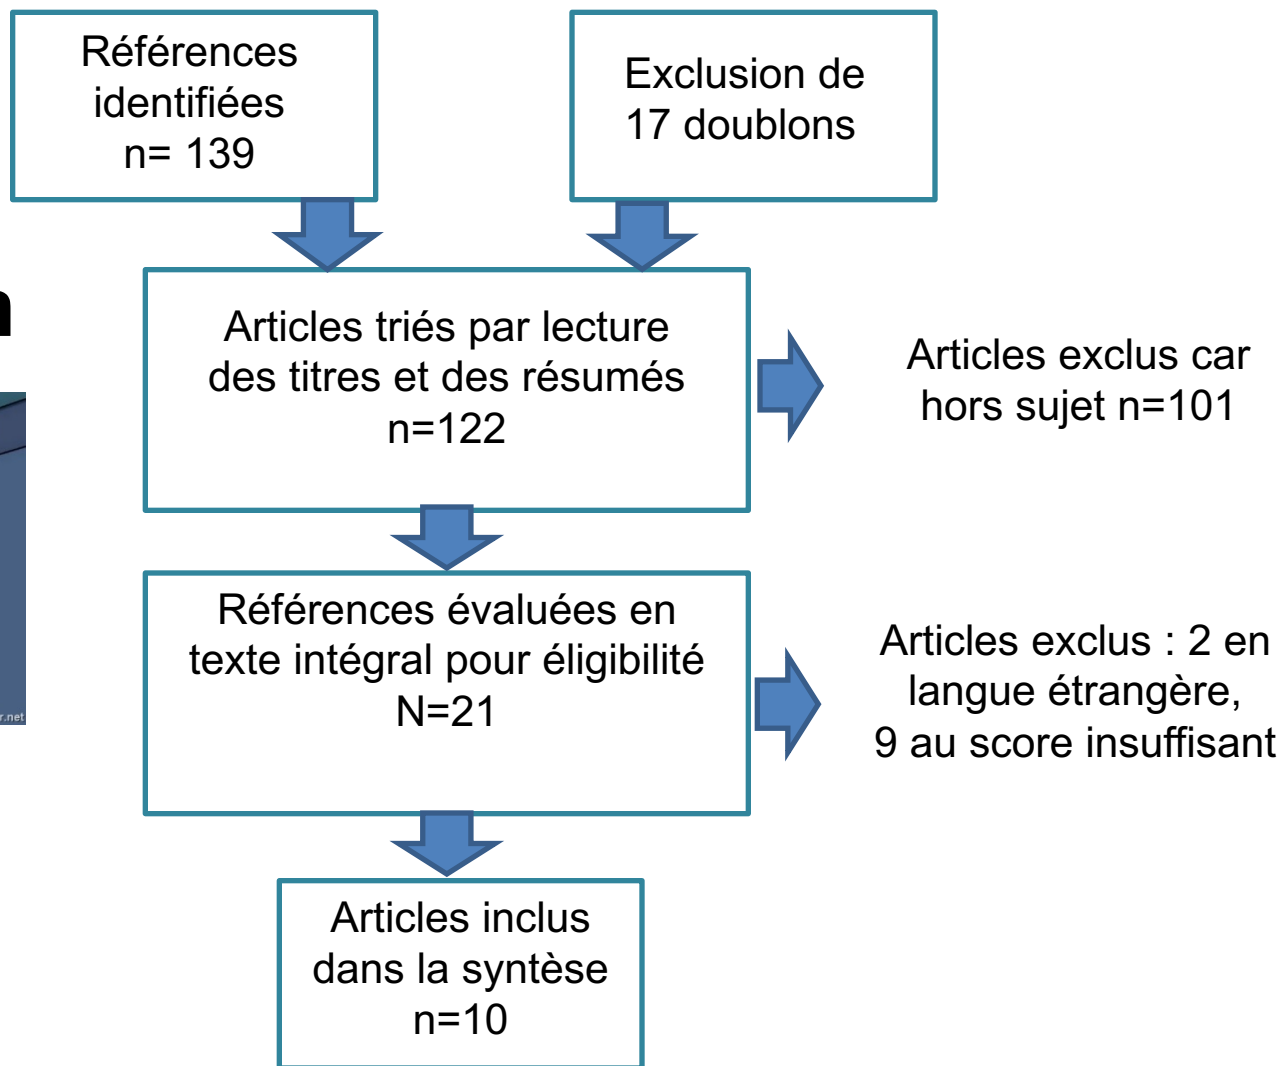 Références
identifiées
n= 139
Exclusion de
17 doublons
Articles triés par lecture
des titres et des résumés
n=122
Articles exclus car
hors sujet n=101
Références évaluées en
texte intégral pour éligibilité
N=21
Articles exclus : 2 en
langue étrangère,
9 au score insuffisant
Articles inclus
dans la syntèse
n=10
r.net